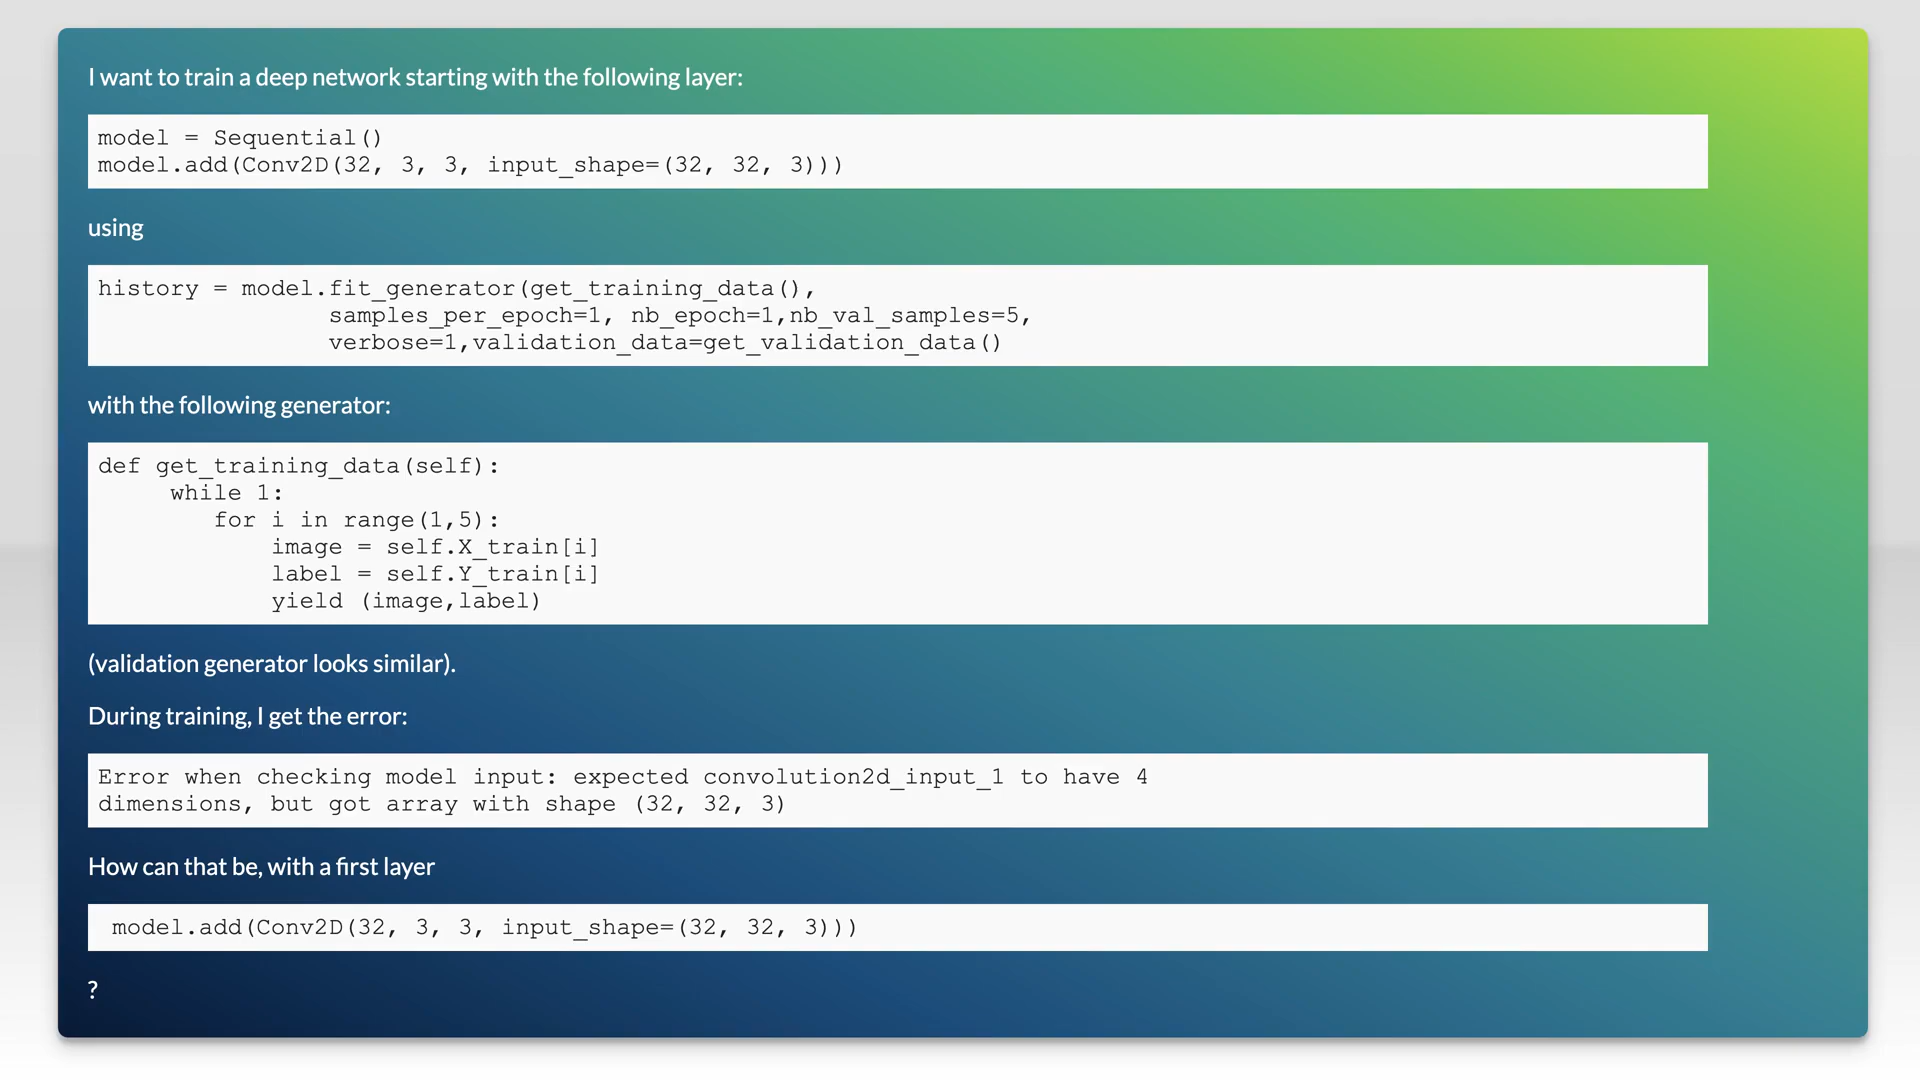 I want to train a deep network starting with the following layer:
model = Sequential()
model.add(Conv2D(32, 3, 3, input_shape=(32, 32, 3)))
using
history = model.fit_generator(get_training_data(),
                samples_per_epoch=1, nb_epoch=1,nb_val_samples=5,
                verbose=1,validation_data=get_validation_data()
with the following generator:
def get_training_data(self):
     while 1:
        for i in range(1,5):
            image = self.X_train[i]
            label = self.Y_train[i]
            yield (image,label)
(validation generator looks similar).
During training, I get the error:
Error when checking model input: expected convolution2d_input_1 to have 4
dimensions, but got array with shape (32, 32, 3)
How can that be, with a first layer
 model.add(Conv2D(32, 3, 3, input_shape=(32, 32, 3)))
?